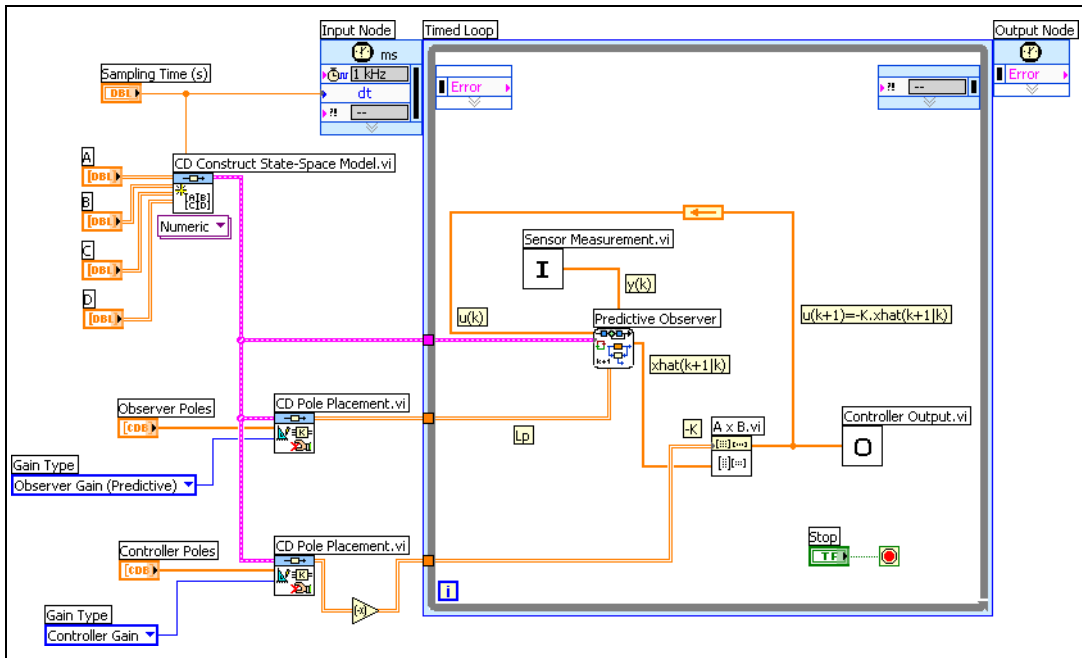 Input Node
Timed Loop
Output Node
ms
1 kHz
dt
?!
--
Error
?!
--
Error
Sampling Time (s)
DBL
A
[DBL]
CD Construct State-Space Model.vi
B
[DBL]
Numeric
C
[DBL]
D
[DBL]
Sensor Measurement.vi
I
y(k)
u(k)
Predictive Observer
k+1
u(k+1)=-K.xhat(k+1|k)
xhat(k+1|k)
Observer Poles
[CDB]
CD Pole Placement.vi
K
Lp
-K
A x B.vi
Controller Output.vi
O
Gain Type
Observer Gain (Predictive)
Controller Poles
[CDB]
CD Pole Placement.vi
K
Stop
TF
i
Gain Type
Controller Gain